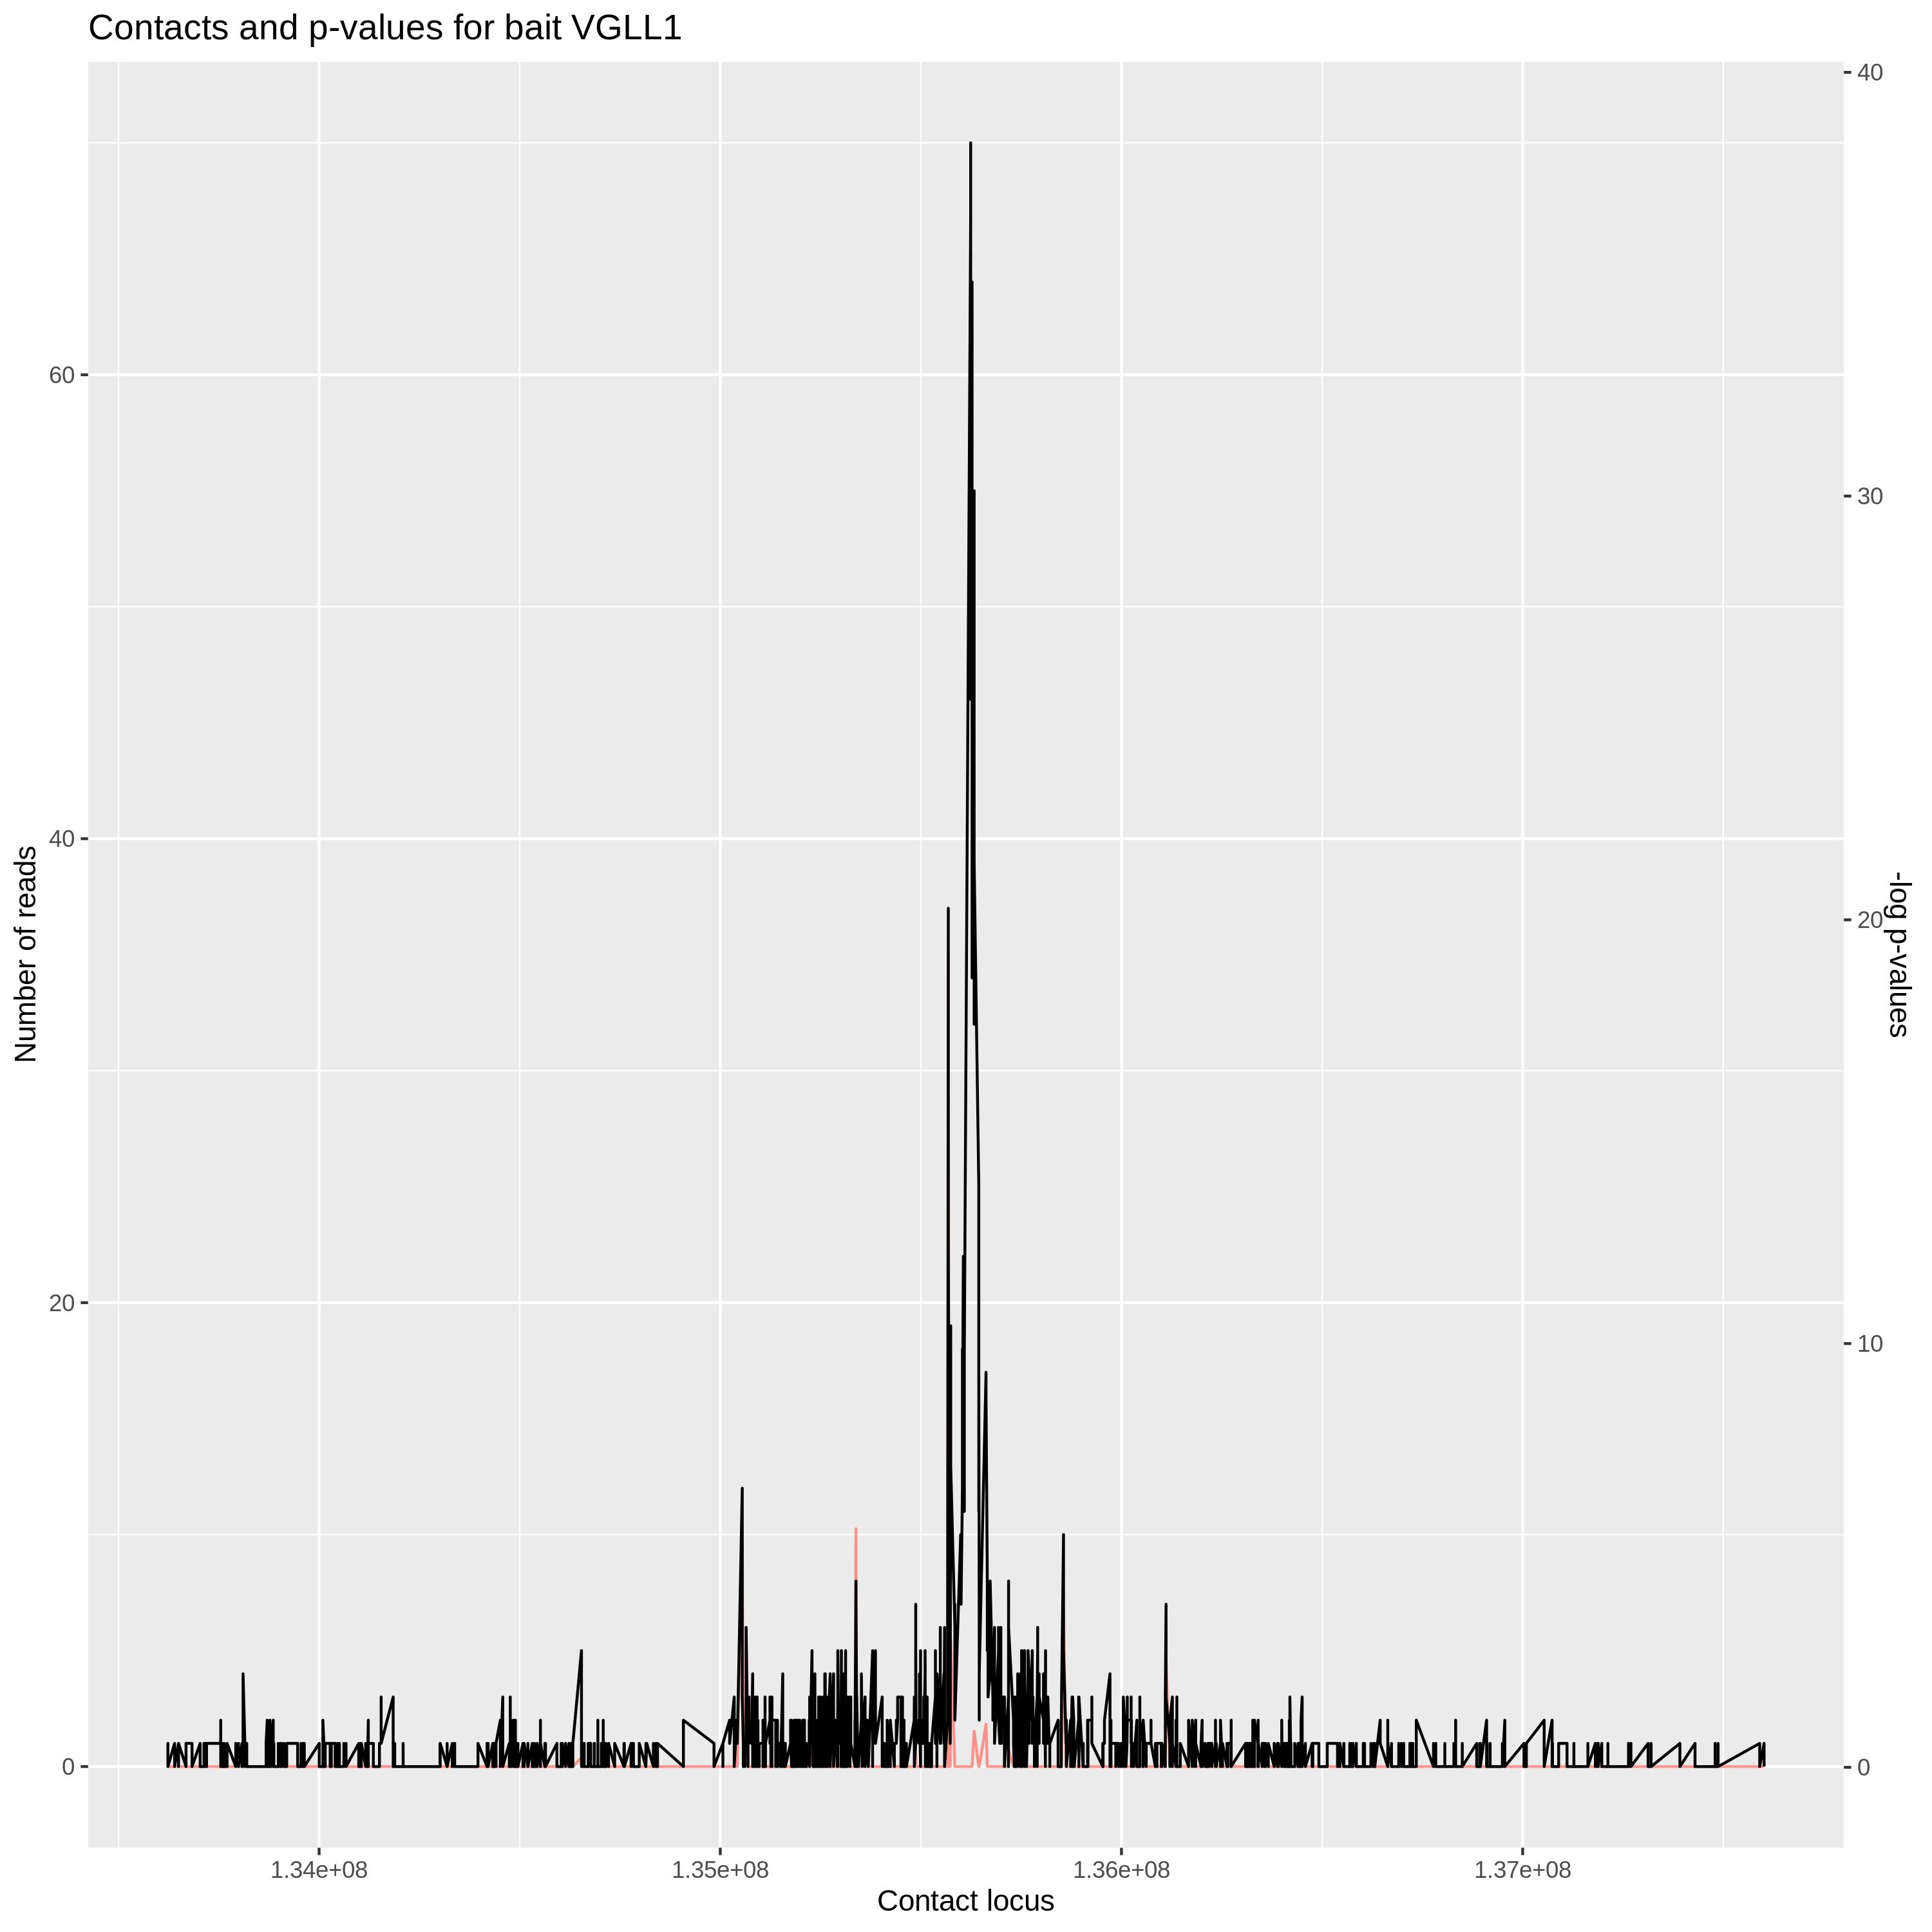 Contacts and p-values for bait VGLL1
40
60
30
40
20
20
10
0
0
Number of reads
-log p-values
1.34e+08
1.35e+08
1.36e+08
1.37e+08
Contact locus